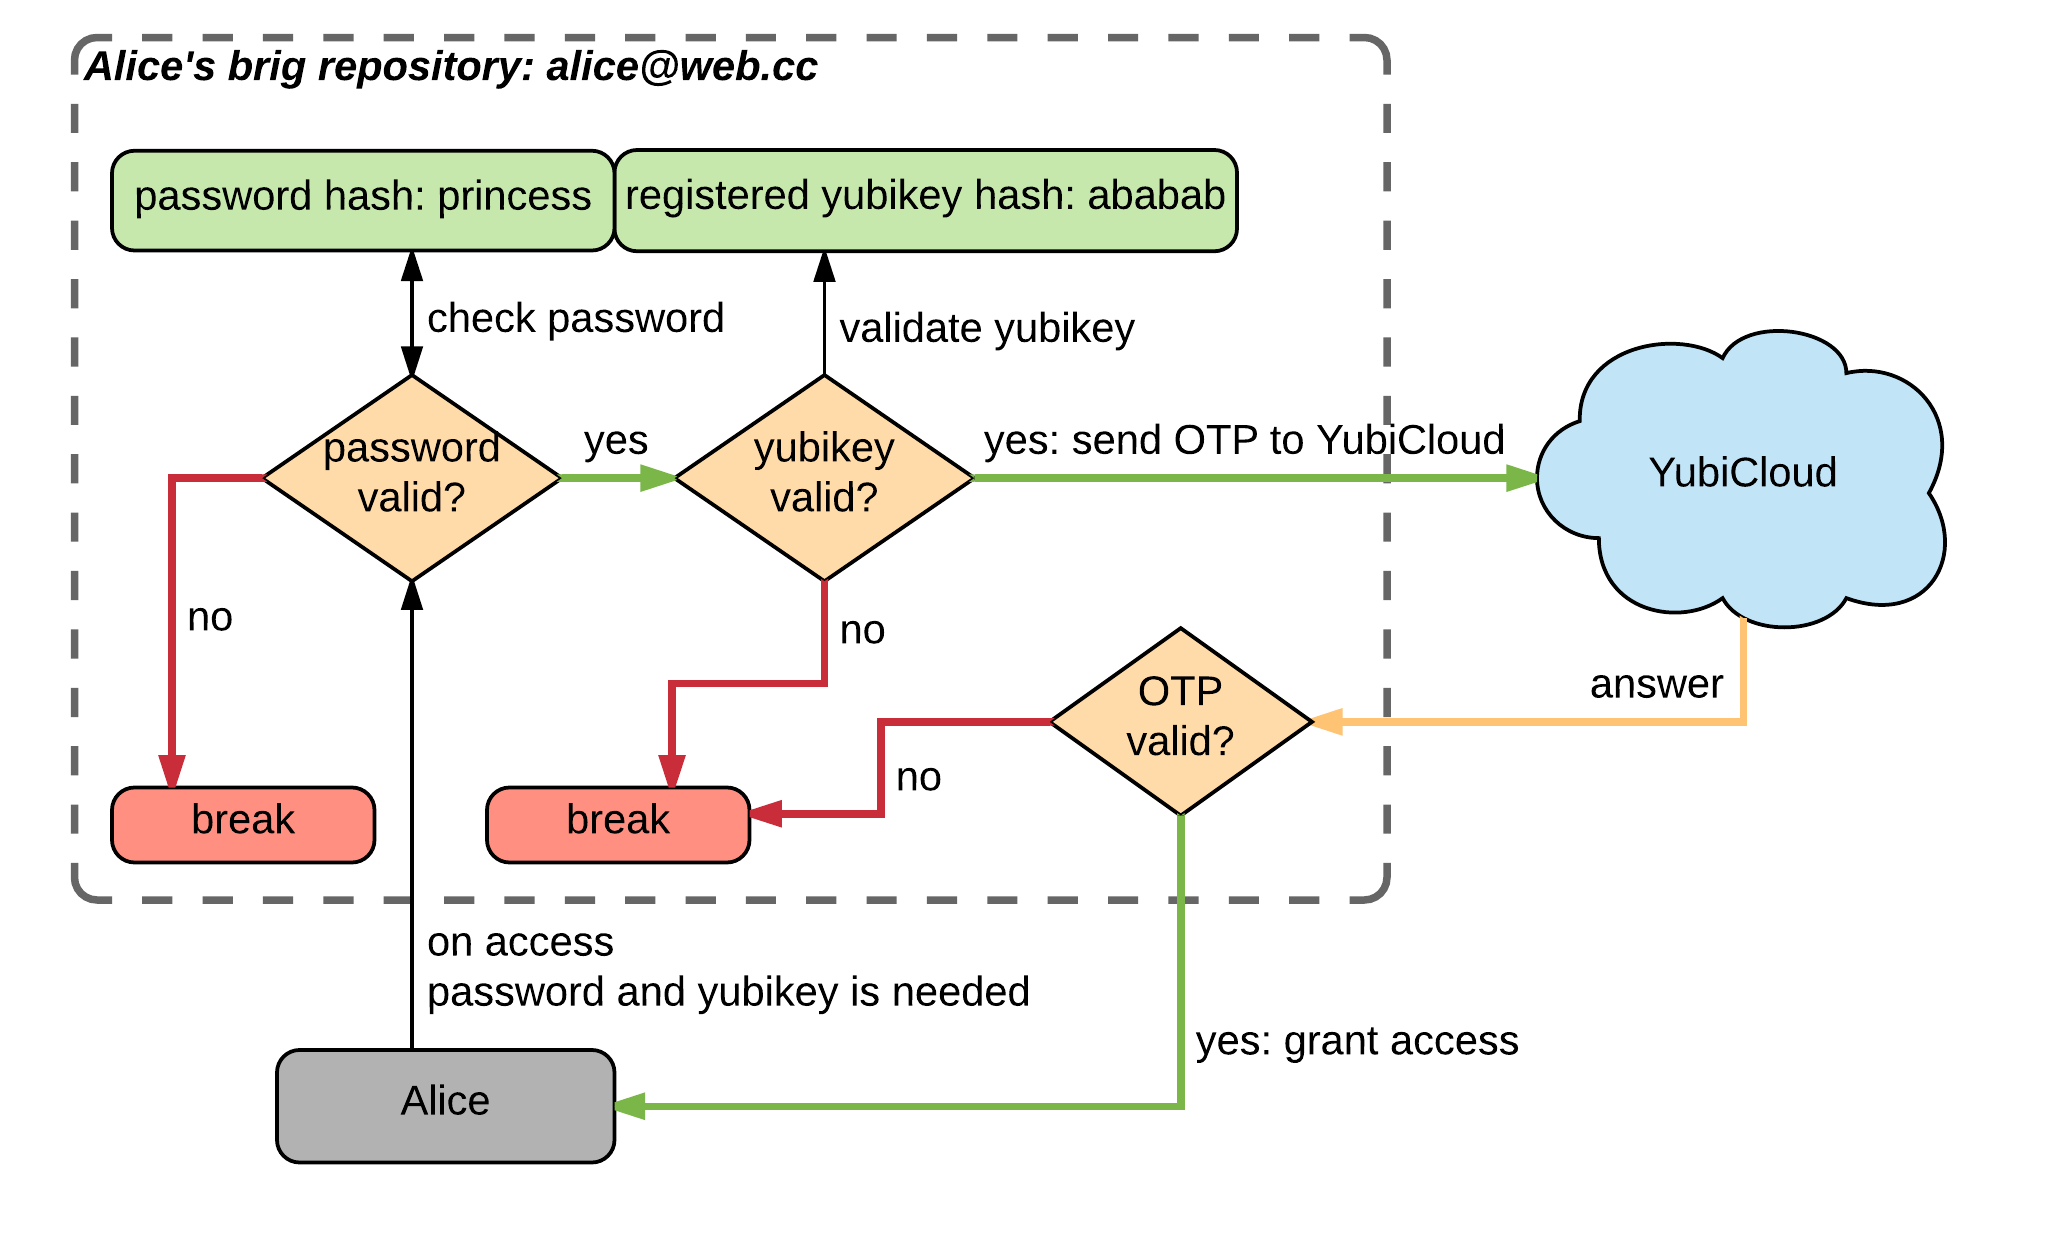 Alice's brig repository: alice@web.cc
password hash: princess
registered yubikey hash: ababab
check password
validate yubikey
password
valid?
yes
yubikey
valid?
yes: send OTP to YubiCloud
YubiCloud
no
no
OTP
valid?
answer
no
break
break
on access
password and yubikey is needed
yes: grant access
Alice